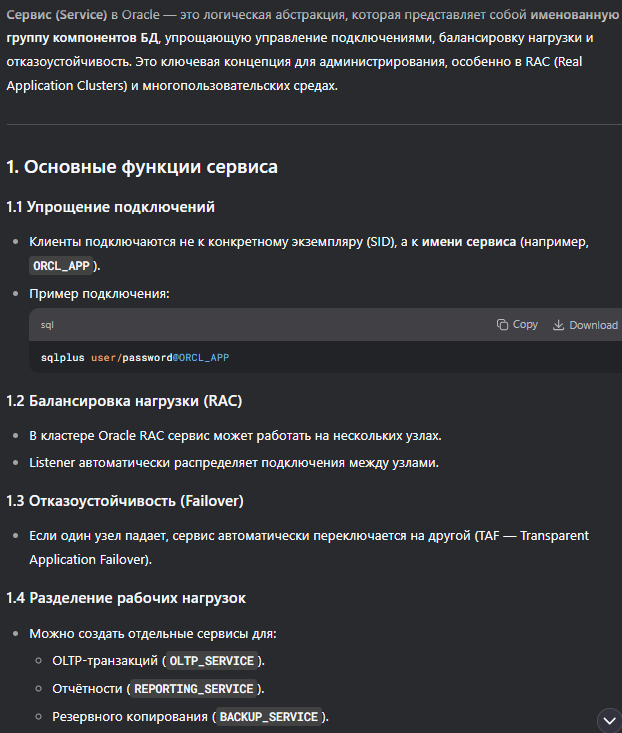 Сервис (Service) в Oracle — это логическая абстракция, которая представляет собой именованную
группу компонентов БД, упрощающую управление подключениями, балансировку нагрузки и
отказоустойчивость. Это ключевая концепция для администрирования, особенно в RAC (Real
Application Clusters) и многопользовательских средах.
1. Основные функции сервиса
1.1 Упрощение подключений
• Клиенты подключаются не к конкретному экземпляру (SID), а к имени сервиса (например,
ORCL_APP).
• Пример подключения:
sql Copy Download
sqlplus user/password@ORCL_APP
1.2 Балансировка нагрузки (RAC)
• В кластере Oracle RAC сервис может работать на нескольких узлах.
• Listener автоматически распределяет подключения между узлами.
1.3 Отказоустойчивость (Failover)
• Если один узел падает, сервис автоматически переключается на другой (TAF — Transparent
Application Failover).
1.4 Разделение рабочих нагрузок
• Можно создать отдельные сервисы для:
○ OLTP-транзакций (OLTP_SERVICE).
○ Отчётности (REPORTING_SERVICE).
○ Резервного копирования (BACKUP_SERVICE).